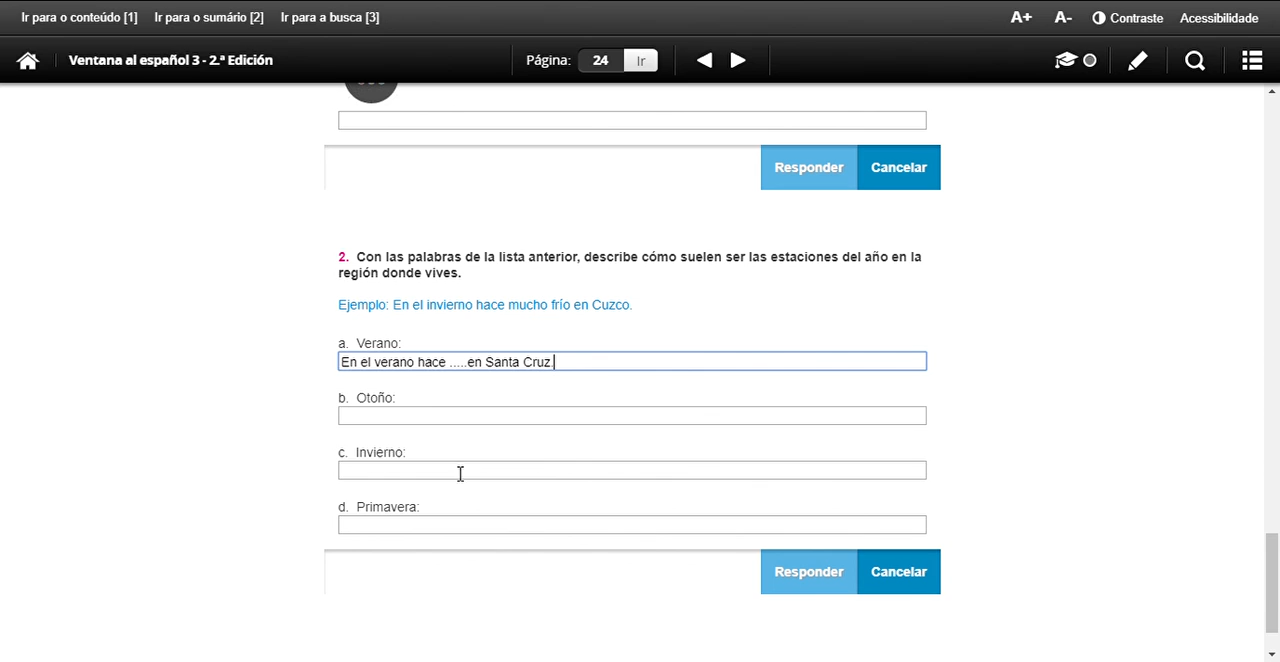 Ir para o conteúdo [1] Ir para o sumário [2] Ir para a busca [3] A+ A- Contraste Acessibilidade
Ventana al español 3 - 2.ª Edición Página: 24 Ir
Responder Cancelar
2. Con las palabras de la lista anterior, describe cómo suelen ser las estaciones del año en la
región donde vives.
Ejemplo: En el invierno hace mucho frío en Cuzco.
a. Verano:
En el verano hace .....en Santa Cruz.
b. Otoño:
c. Invierno:
d. Primavera:
Responder Cancelar